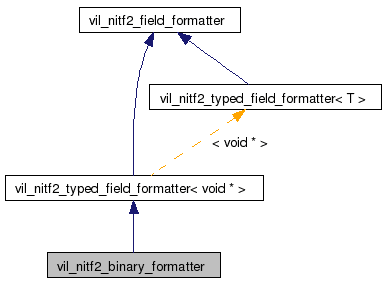 vil_nitf2_field_formatter
vil_nitf2_typed_field_formatter< T >
< void * >
vil_nitf2_typed_field_formatter< void * >
vil_nitf2_binary_formatter